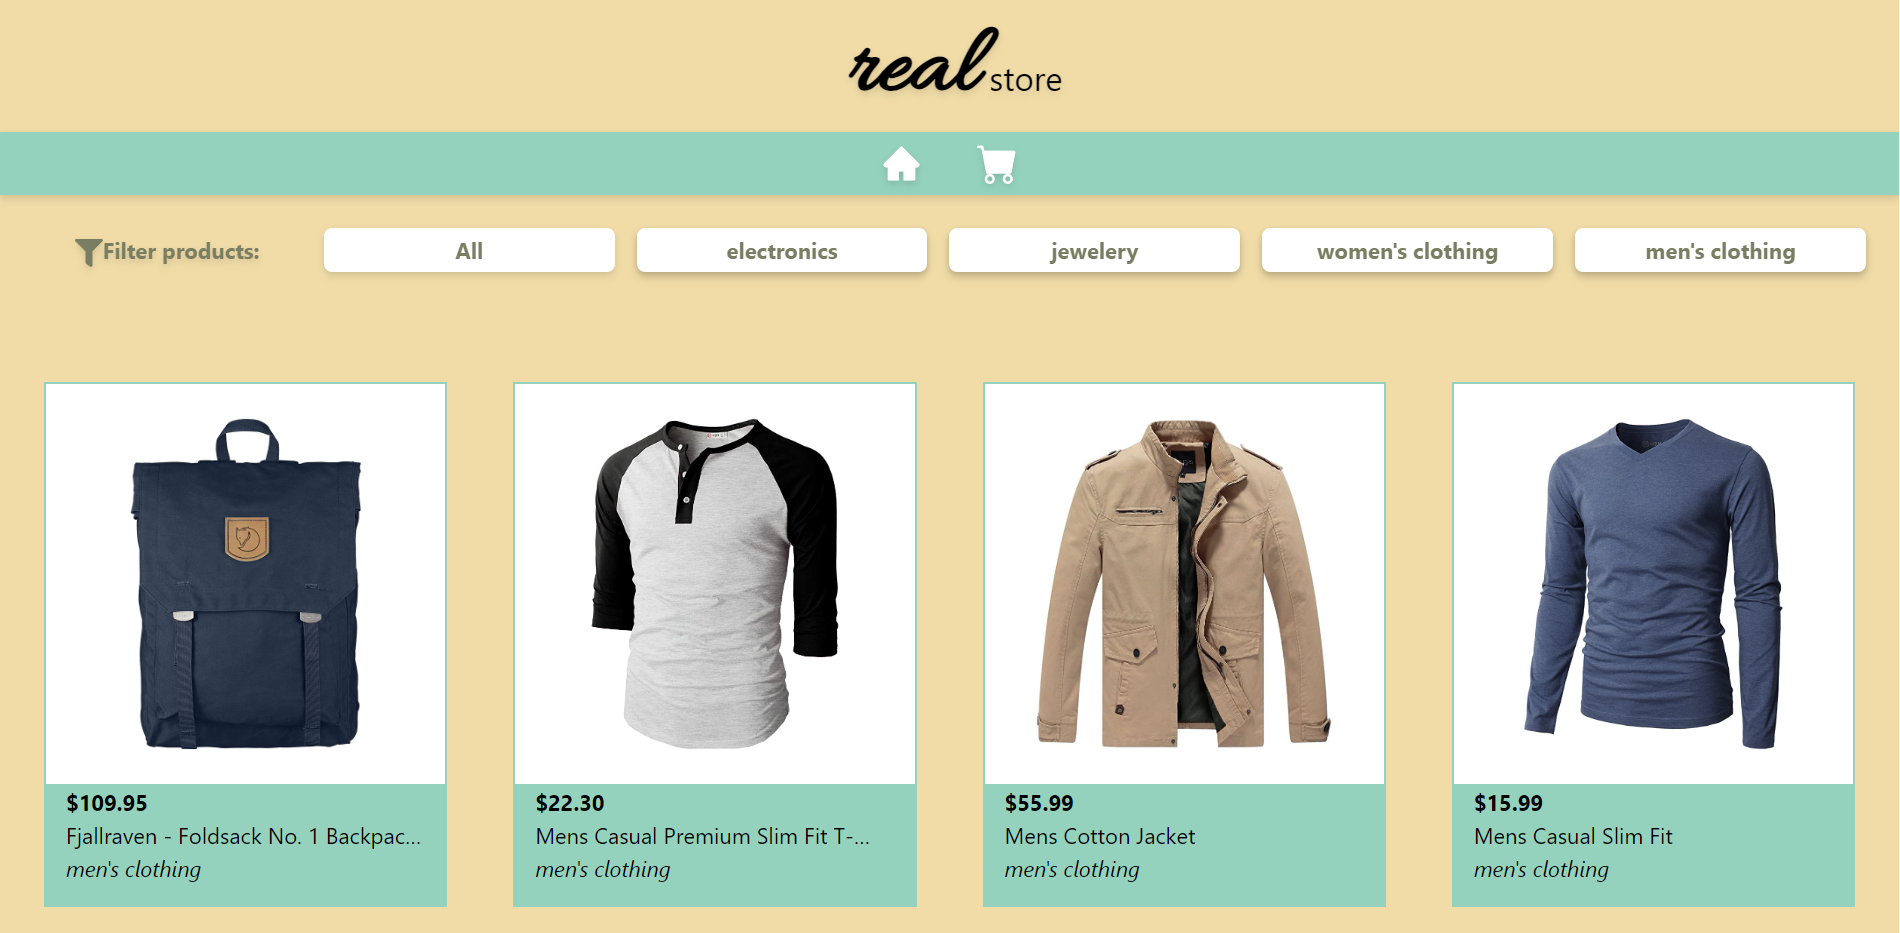 real store
Filter products:
All
electronics
jewelery
women's clothing
men's clothing
$109.95
Fjallraven - Foldsack No. 1 Backpac...
men's clothing
$22.30
Mens Casual Premium Slim Fit T-...
men's clothing
$55.99
Mens Cotton Jacket
men's clothing
$15.99
Mens Casual Slim Fit
men's clothing